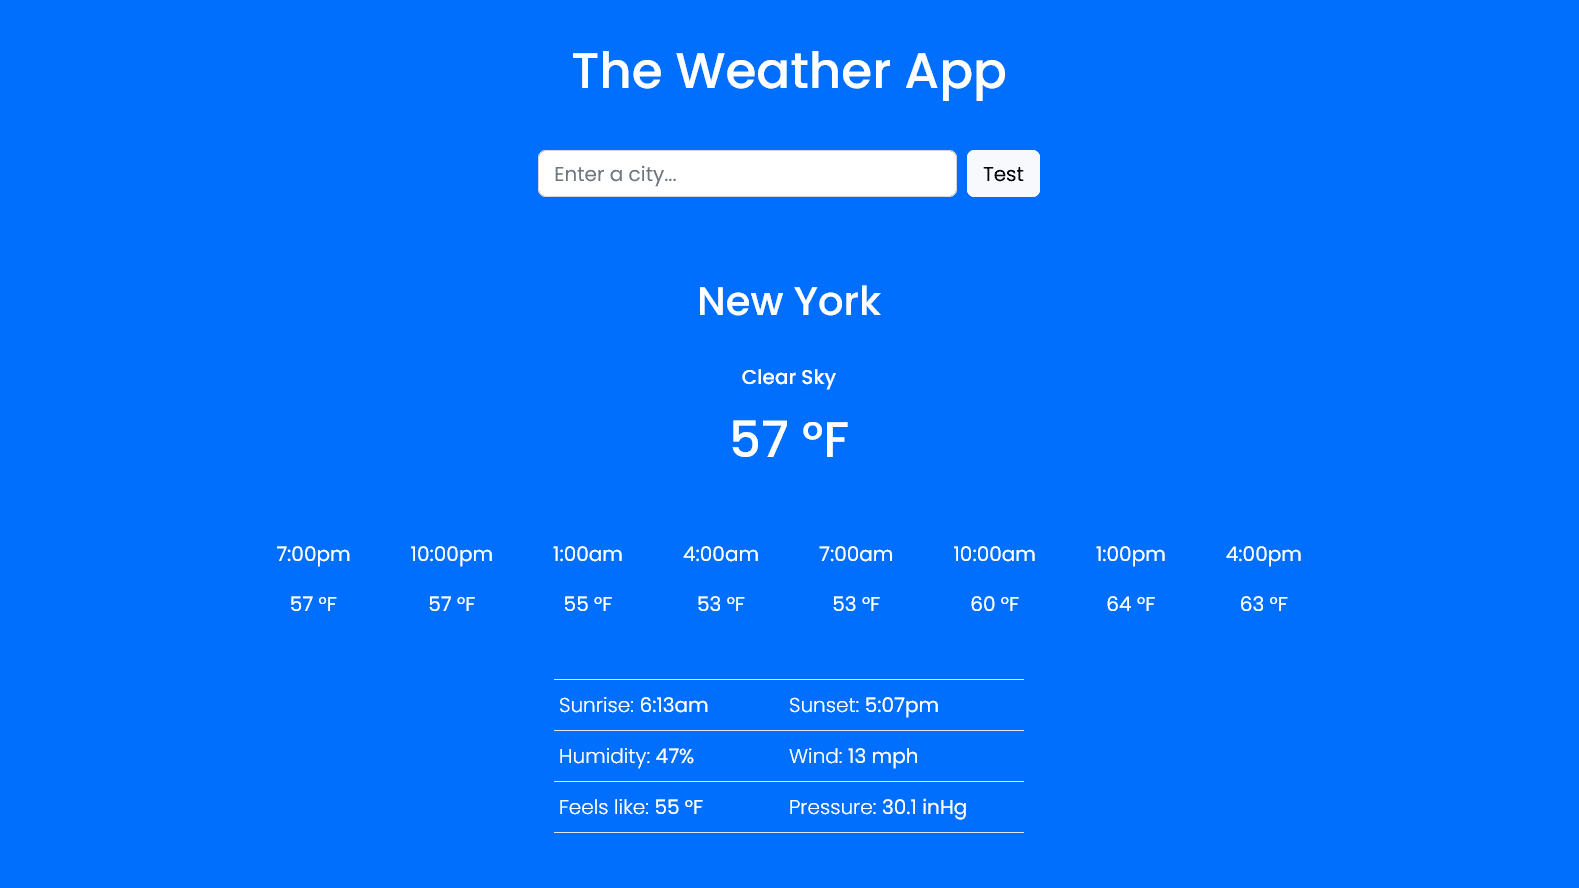 The Weather App
Enter a city...
Test
New York
Clear Sky
57 °F
7:00pm 10:00pm 1:00am 4:00am 7:00am 10:00am 1:00pm 4:00pm
57 °F 57 °F 55 °F 53 °F 53 °F 60 °F 64 °F 63 °F
Sunrise: 6:13am Sunset: 5:07pm
Humidity: 47% Wind: 13 mph
Feels like: 55 °F Pressure: 30.1 inHg